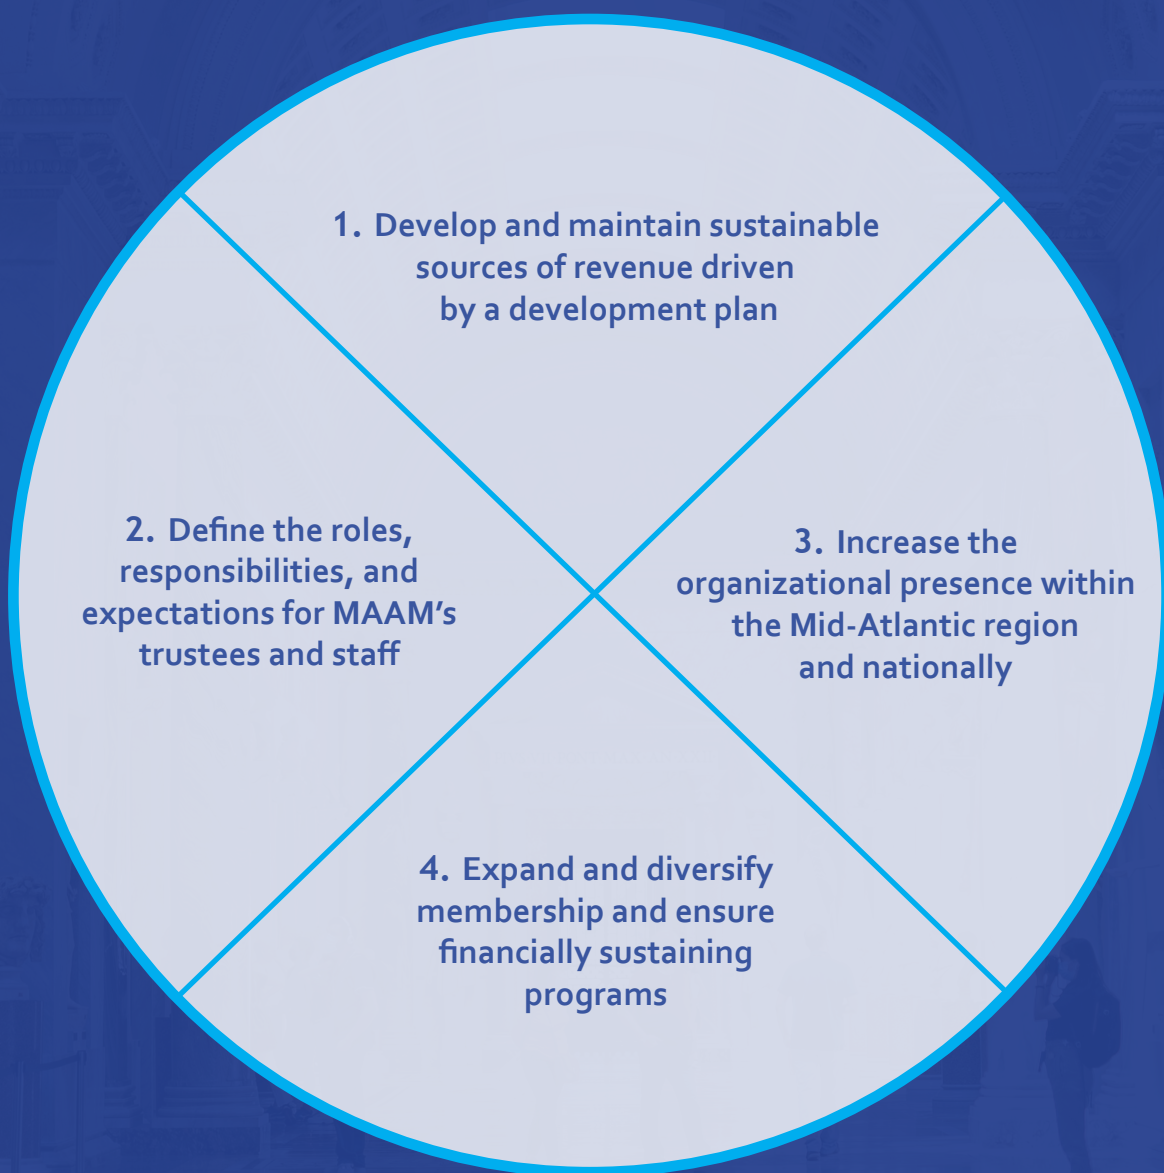 1. Develop and maintain sustainable
sources of revenue driven
by a development plan
2. Define the roles,
responsibilities, and
expectations for MAAM’s
trustees and staff
3. Increase the
organizational presence within
the Mid-Atlantic region
and nationally
4. Expand and diversify
membership and ensure
financially sustaining
programs